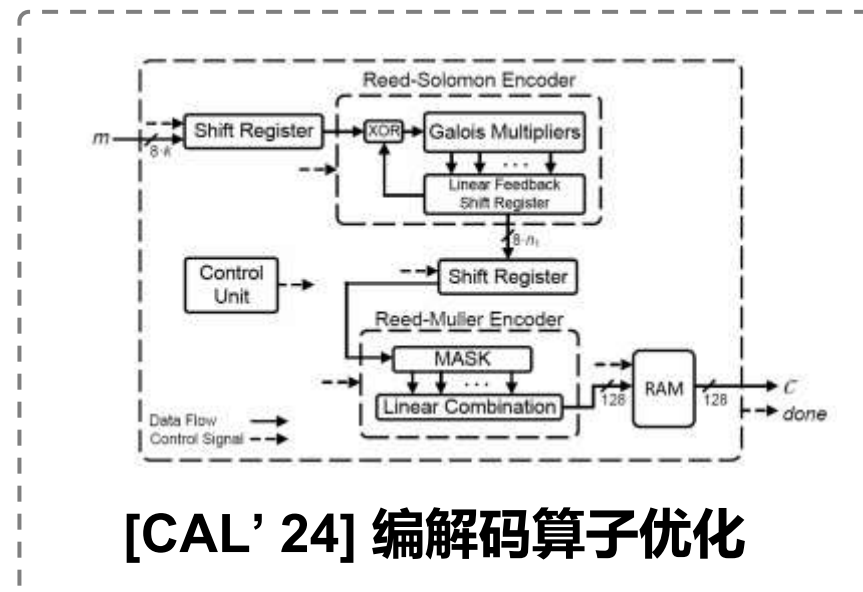 Reed-Solomon Encoder
m
8·k
Shift Register
XOR
Galois Multipliers
· · ·
Linear Feedback
Shift Register
8·n₁
Control
Unit
Shift Register
Reed-Muller Encoder
MASK
· · ·
Linear Combination
128
RAM
128
C
done
Data Flow
Control Signal
[CAL’ 24] 编解码算子优化